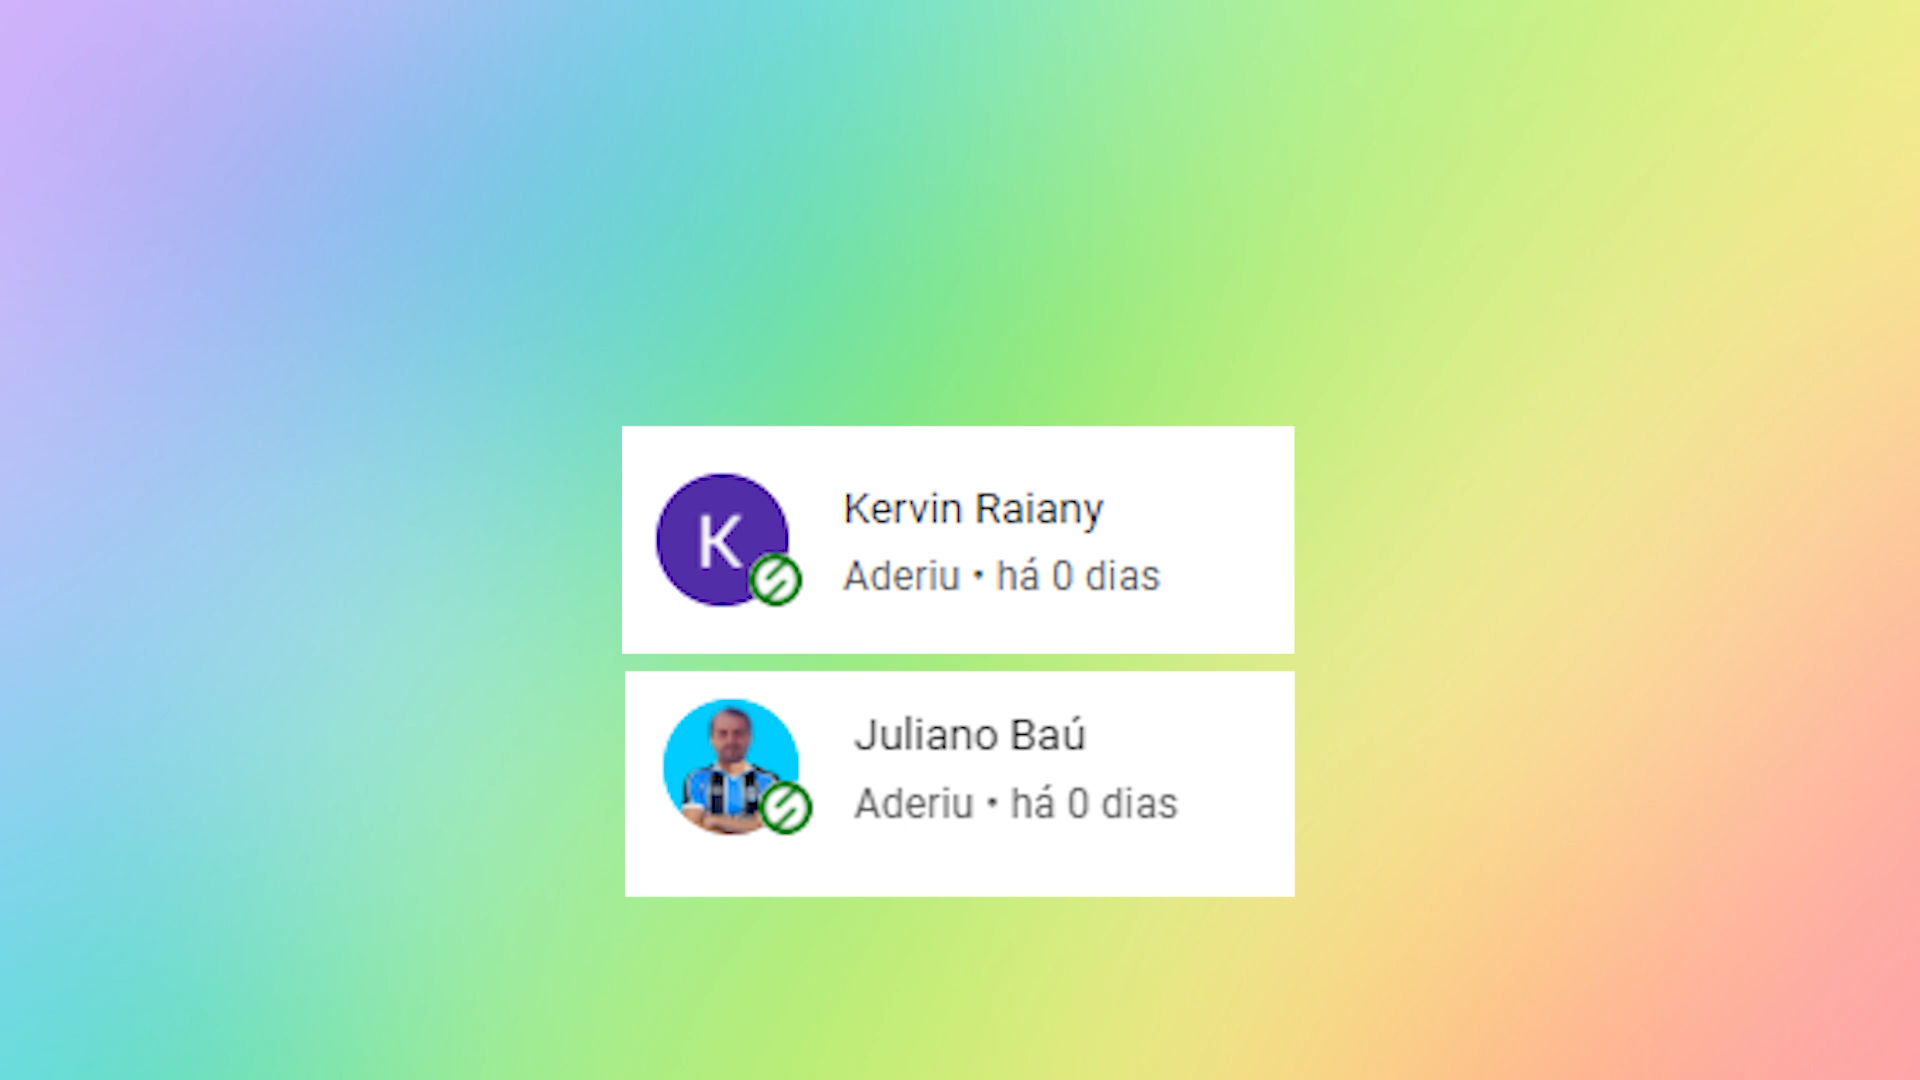 K
Kervin Raiany
Aderiu • há 0 dias
Juliano Baú
Aderiu • há 0 dias